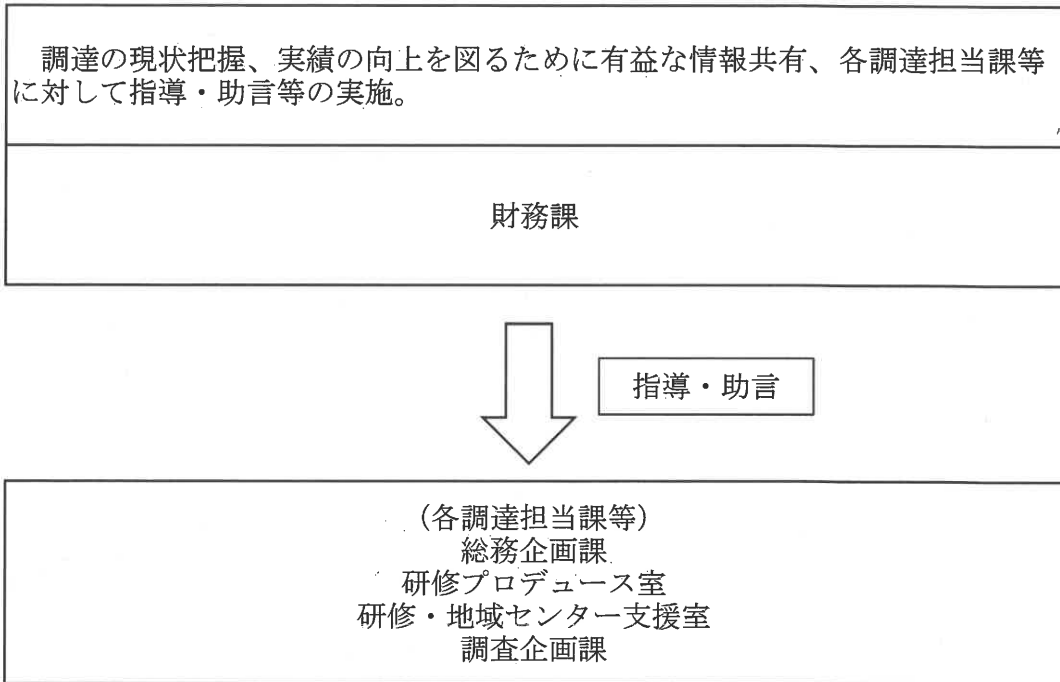 調達の現状把握、実績の向上を図るために有益な情報共有、各調達担当課等
に対して指導・助言等の実施。
財務課
指導・助言
（各調達担当課等）
総務企画課
研修プロデュース室
研修・地域センター支援室
調査企画課